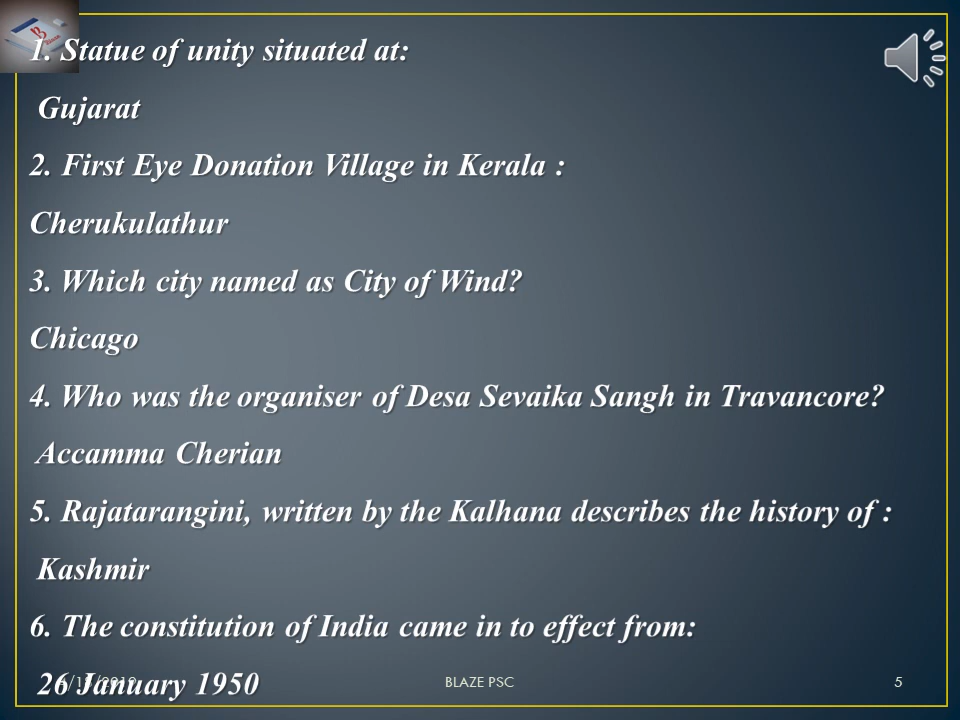 1. Statue of unity situated at:
Gujarat
2. First Eye Donation Village in Kerala :
Cherukulathur
3. Which city named as City of Wind?
Chicago
4. Who was the organiser of Desa Sevaika Sangh in Travancore?
Accamma Cherian
5. Rajatarangini, written by the Kalhana describes the history of :
Kashmir
6. The constitution of India came in to effect from:
26 January 1950
BLAZE PSC
5